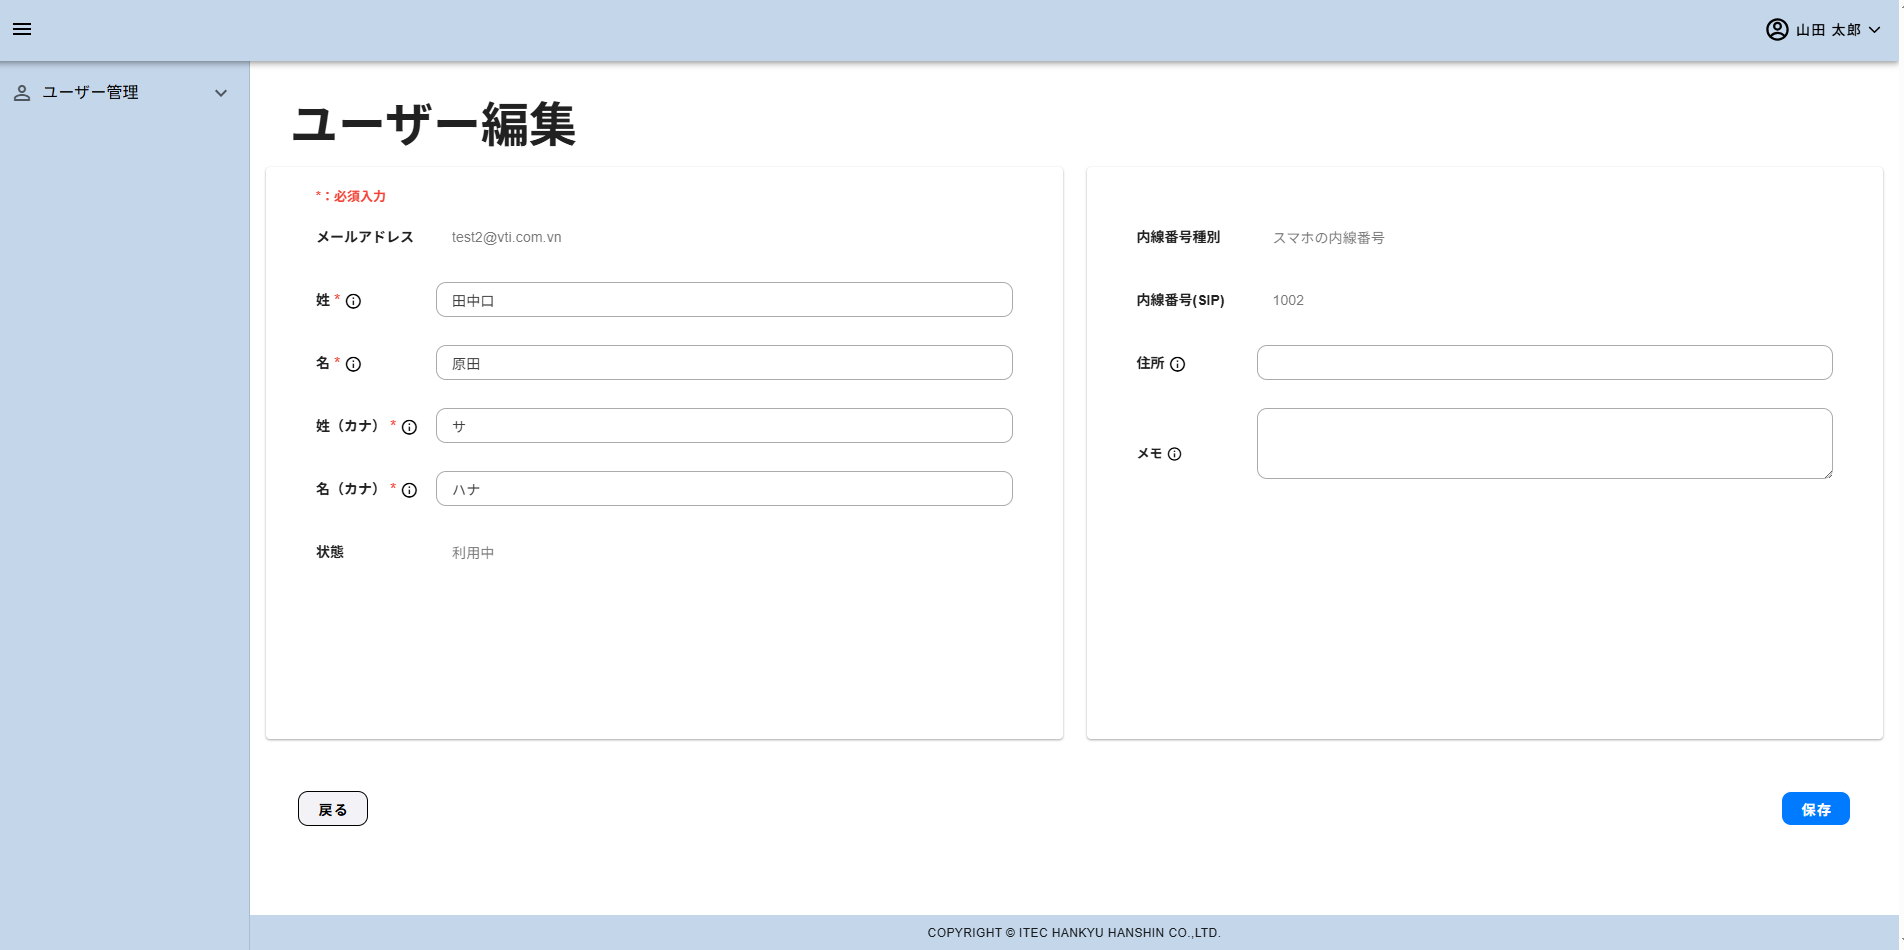 山田 太郎
ユーザー管理
ユーザー編集
*：必須入力
メールアドレス test2@vti.com.vn
姓 * 田中口
名 * 原田
姓（カナ） * サ
名（カナ） * ハナ
状態 利用中
内線番号種別 スマホの内線番号
内線番号(SIP) 1002
住所
メモ
戻る
保存
COPYRIGHT © ITEC HANKYU HANSHIN CO.,LTD.